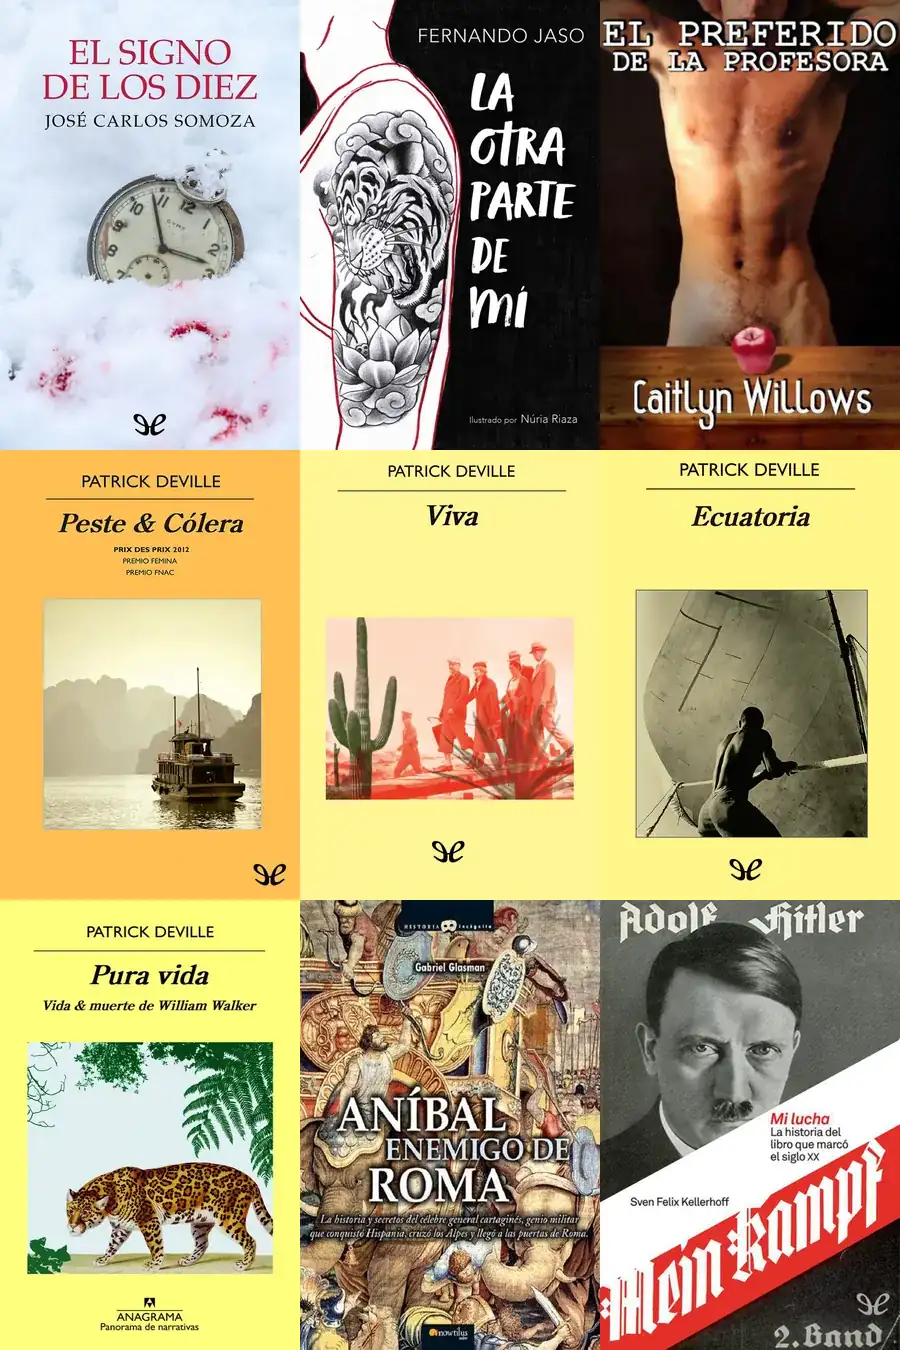 EL SIGNO
DE LOS DIEZ
JOSÉ CARLOS SOMOZA
FERNANDO JASO
LA
OTRA
PARTE
DE
MÍ
Ilustrado por Núria Riaza
EL PREFERIDO
DE LA PROFESORA
Caitlyn Willows
PATRICK DEVILLE
Peste & Cólera
PRIX DES PRIX 2012
PREMIO FEMINA
PREMIO FNAC
PATRICK DEVILLE
Viva
PATRICK DEVILLE
Ecuatoria
PATRICK DEVILLE
Pura vida
Vida & muerte de William Walker
ANAGRAMA
Panorama de narrativas
HISTORIA Incógnita
Gabriel Glasman
ANÍBAL
ENEMIGO DE
ROMA
La historia y secretos del célebre general cartaginés, genio militar
que conquistó Hispania, cruzó los Alpes y llegó a las puertas de Roma.
nowtilus
Adolf Hitler
Mi lucha
La historia del
libro que marcó
el siglo XX
Sven Felix Kellerhoff
Mein Kampf
2. Band